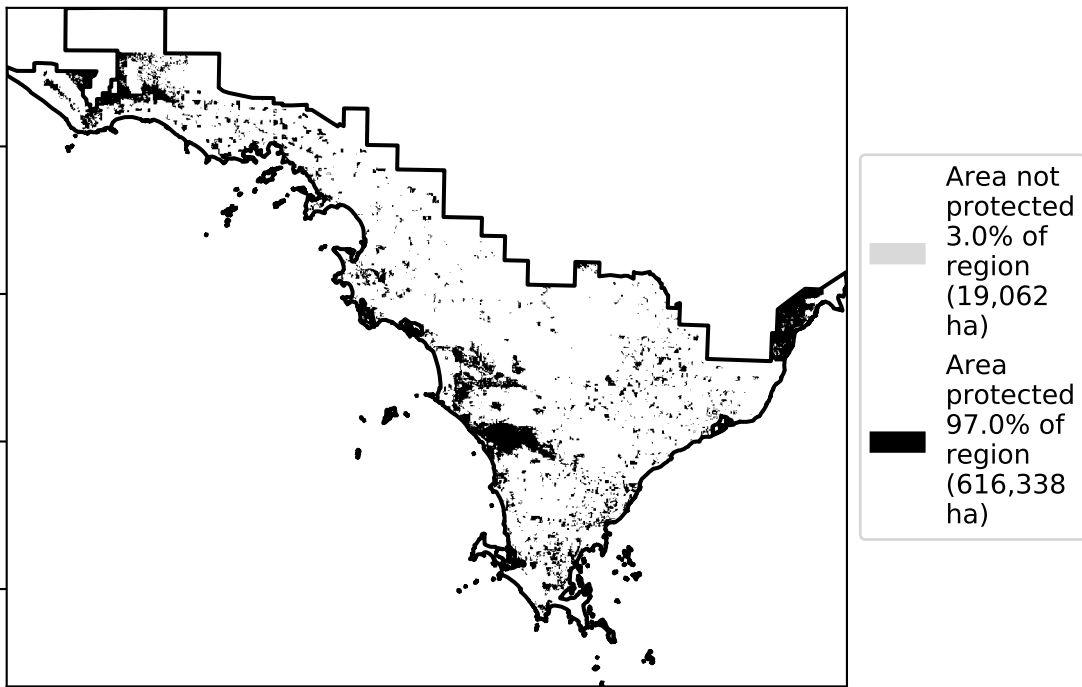 Area not
protected
3.0% of
region
(19,062
ha)
Area
protected
97.0% of
region
(616,338
ha)